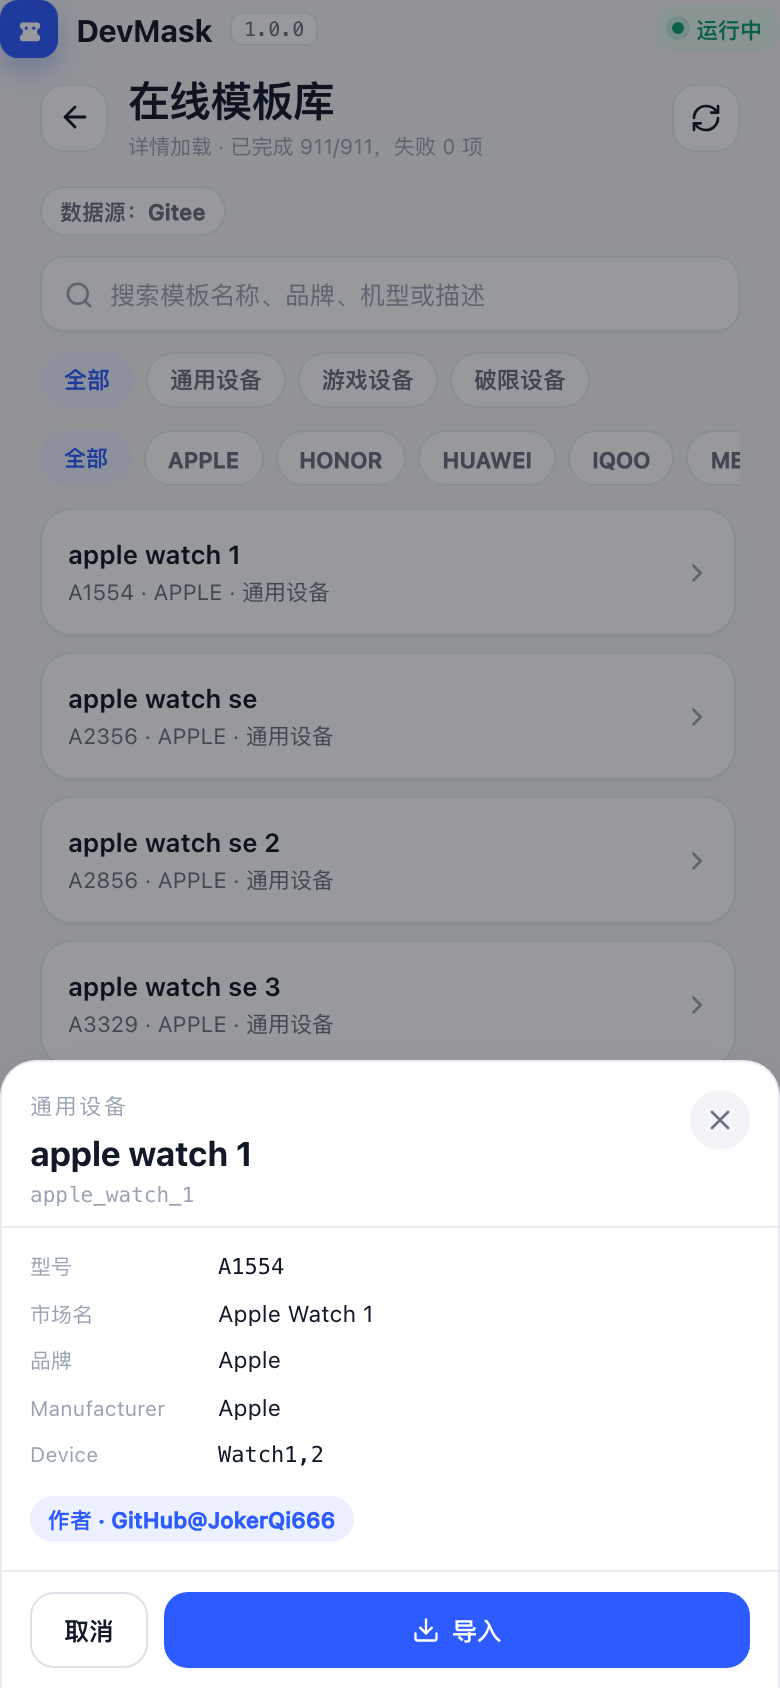 DevMask 1.0.0 运行中
在线模板库
详情加载 · 已完成 911/911，失败 0 项
数据源：Gitee
搜索模板名称、品牌、机型或描述
全部 通用设备 游戏设备 破限设备
全部 APPLE HONOR HUAWEI IQOO ME
apple watch 1
A1554 · APPLE · 通用设备
apple watch se
A2356 · APPLE · 通用设备
apple watch se 2
A2856 · APPLE · 通用设备
apple watch se 3
A3329 · APPLE · 通用设备
通用设备
apple watch 1
apple_watch_1
型号 A1554
市场名 Apple Watch 1
品牌 Apple
Manufacturer Apple
Device Watch1,2
作者 · GitHub@JokerQi666
取消 导入